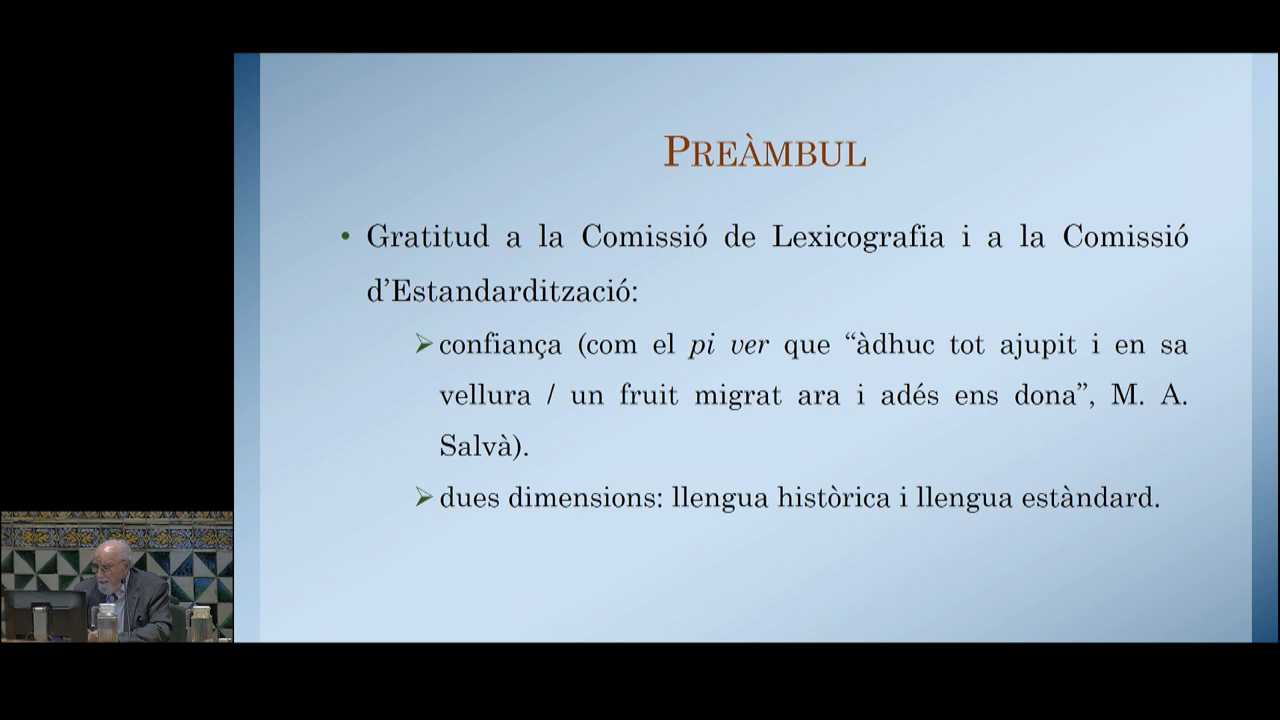 PREÀMBUL
• Gratitud a la Comissió de Lexicografia i a la Comissió
d’Estandardització:
➢ confiança (com el pi ver que “àdhuc tot ajupit i en sa
vellura / un fruit migrat ara i adés ens dona”, M. A.
Salvà).
➢ dues dimensions: llengua històrica i llengua estàndard.